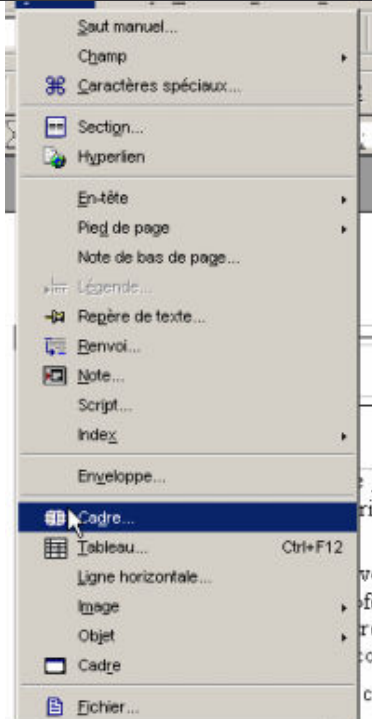 Saut manuel...
Champ
Caractères spéciaux...
Section...
Hyperlien
En-tête
Pied de page
Note de bas de page...
Légende...
Repère de texte...
Renvoi...
Note...
Script...
Index
Enveloppe...
Cadre...
Tableau... Ctrl+F12
Ligne horizontale...
Image
Objet
Cadre
Fichier...